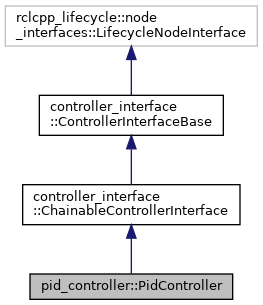 rclcpp_lifecycle::node
_interfaces::LifecycleNodeInterface
controller_interface
::ControllerInterfaceBase
controller_interface
::ChainableControllerInterface
pid_controller::PidController